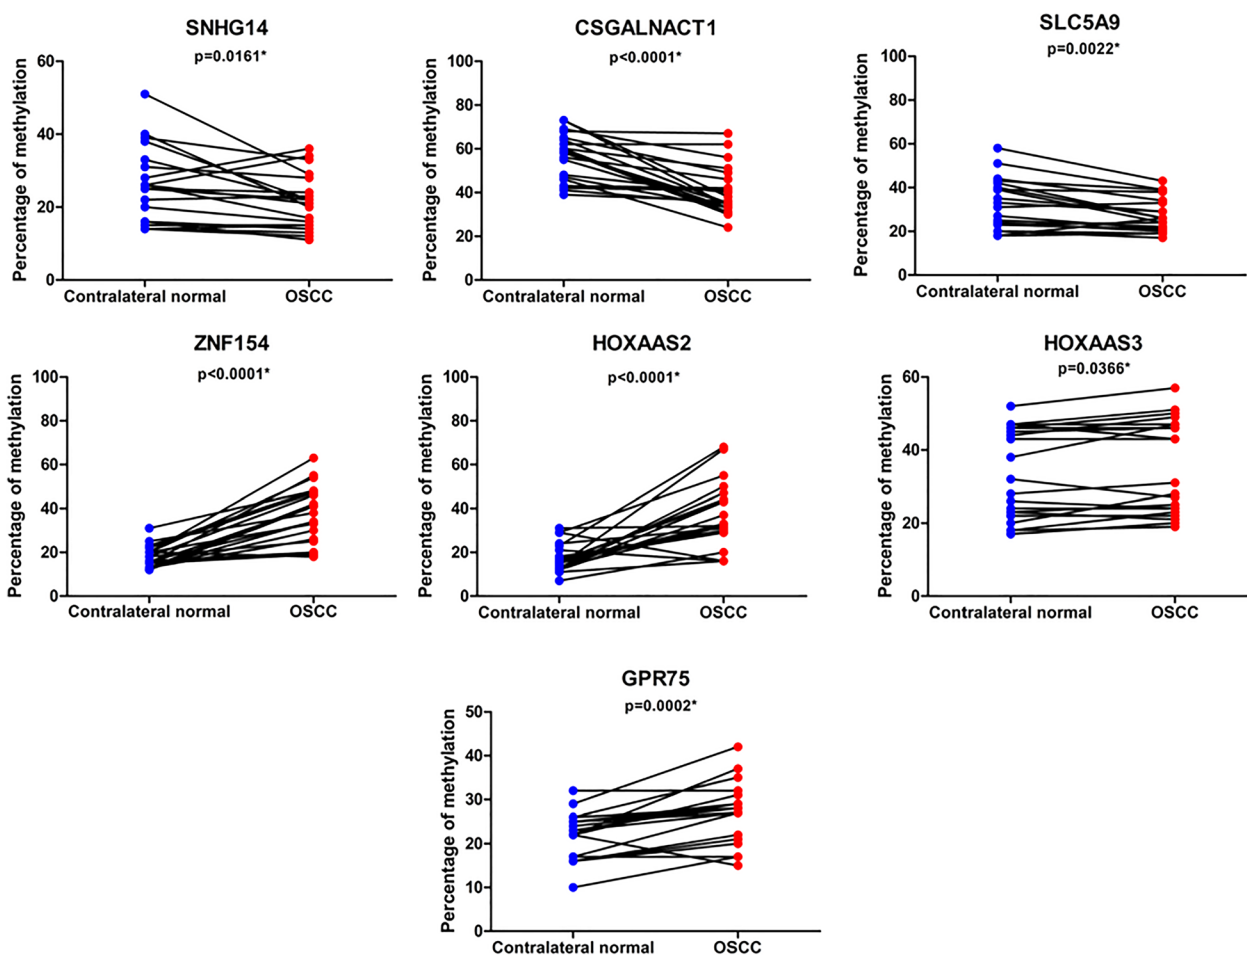 SNHG14
p=0.0161*
Percentage of methylation
60
40
20
0
Contralateral normal
OSCC
CSGALNACT1
p<0.0001*
Percentage of methylation
100
80
60
40
20
0
Contralateral normal
OSCC
SLC5A9
p=0.0022*
Percentage of methylation
100
80
60
40
20
0
Contralateral normal
OSCC
ZNF154
p<0.0001*
Percentage of methylation
100
80
60
40
20
0
Contralateral normal
OSCC
HOXAAS2
p<0.0001*
Percentage of methylation
100
80
60
40
20
0
Contralateral normal
OSCC
HOXAAS3
p=0.0366*
Percentage of methylation
60
40
20
0
Contralateral normal
OSCC
GPR75
p=0.0002*
Percentage of methylation
50
40
30
20
10
0
Contralateral normal
OSCC